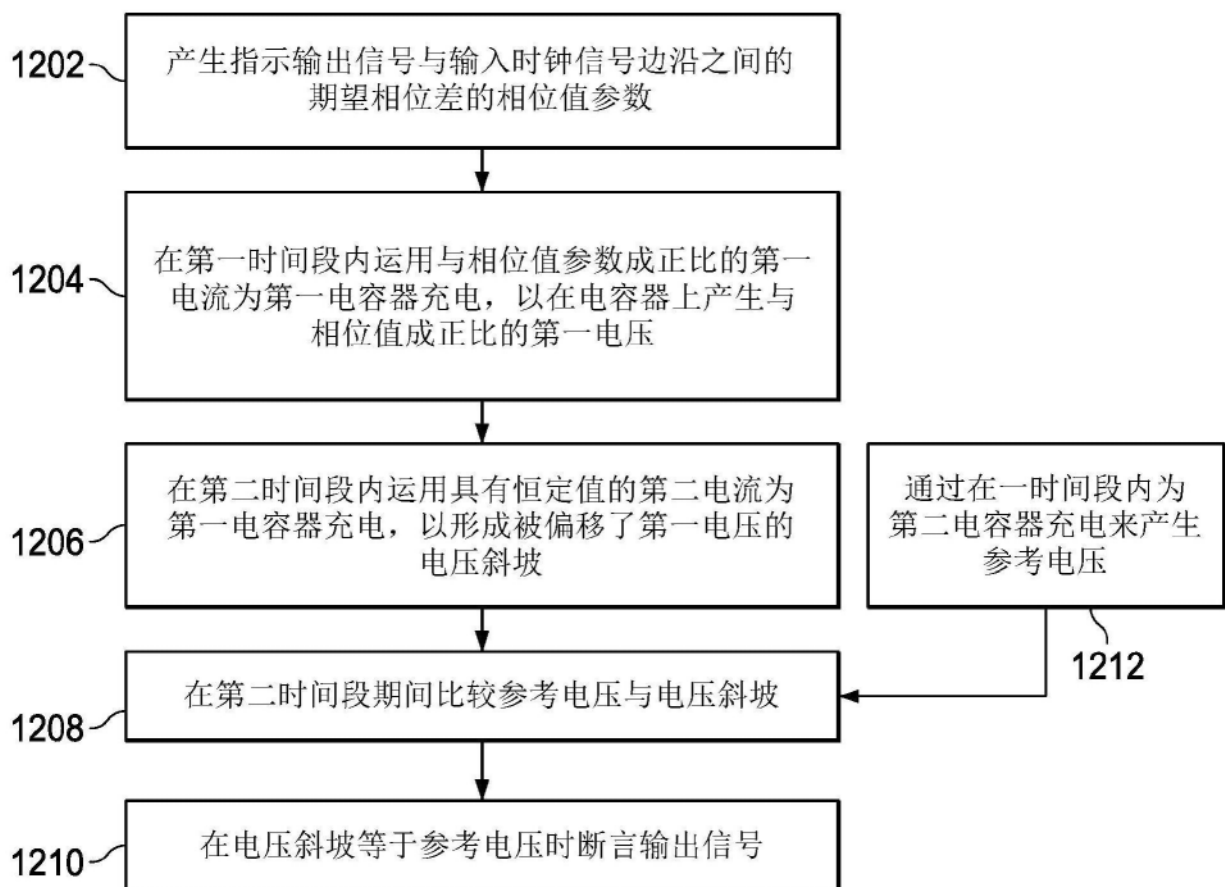 1202
产生指示输出信号与输入时钟信号边沿之间的
期望相位差的相位值参数
1204
在第一时间段内运用与相位值参数成正比的第一
电流为第一电容器充电，以在电容器上产生与
相位值成正比的第一电压
1206
在第二时间段内运用具有恒定值的第二电流为
第一电容器充电，以形成被偏移了第一电压的
电压斜坡
通过在一时间段内为
第二电容器充电来产生
参考电压
1212
1208
在第二时间段期间比较参考电压与电压斜坡
1210
在电压斜坡等于参考电压时断言输出信号